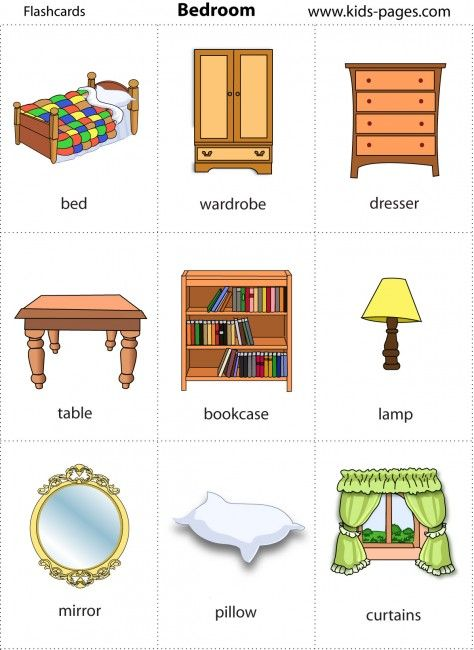 Flashcards Bedroom www.kids-pages.com
bed wardrobe dresser
table bookcase lamp
mirror pillow curtains